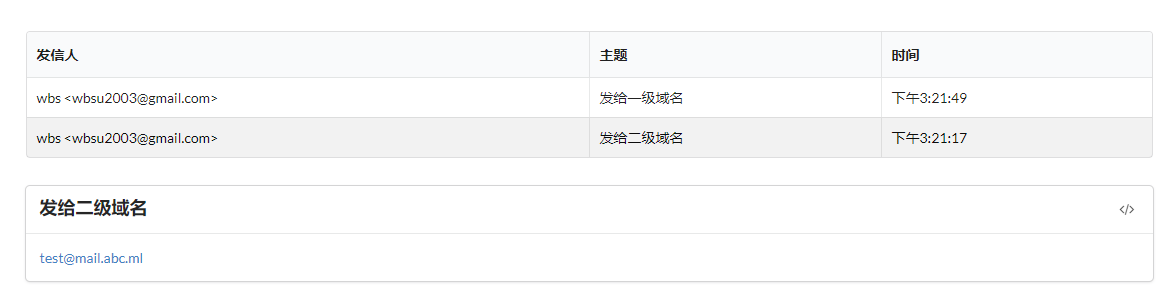 发信人 主题 时间
wbs <wbsu2003@gmail.com> 发给一级域名 下午3:21:49
wbs <wbsu2003@gmail.com> 发给二级域名 下午3:21:17
发给二级域名 </>
test@mail.abc.ml